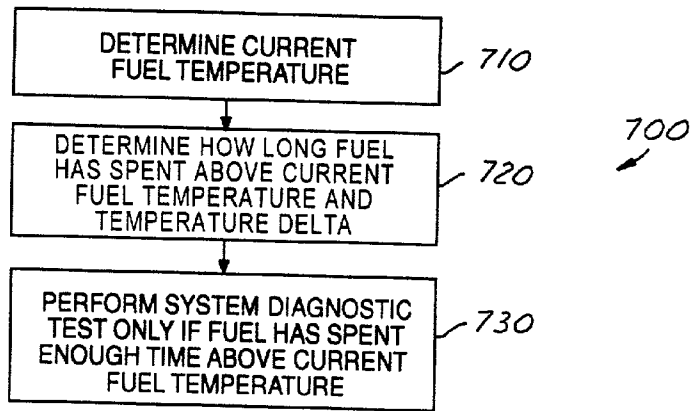 DETERMINE CURRENT
FUEL TEMPERATURE
710
700
DETERMINE HOW LONG FUEL
HAS SPENT ABOVE CURRENT
FUEL TEMPERATURE AND
TEMPERATURE DELTA
720
PERFORM SYSTEM DIAGNOSTIC
TEST ONLY IF FUEL HAS SPENT
ENOUGH TIME ABOVE CURRENT
FUEL TEMPERATURE
730